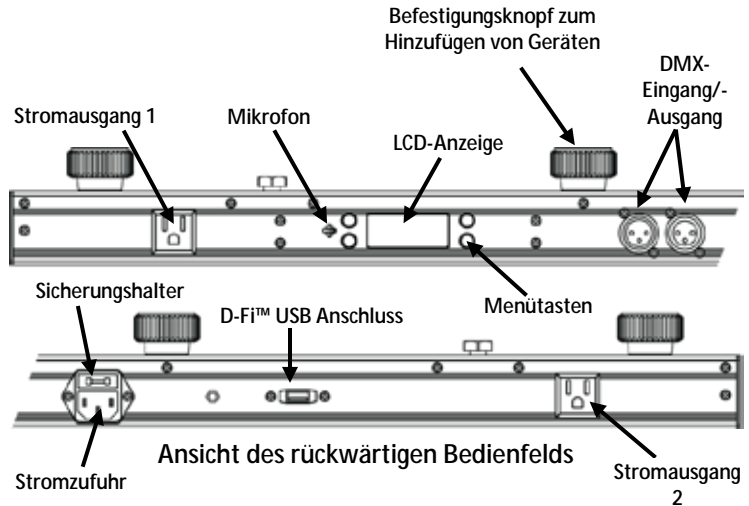 Befestigungsknopf zum
Hinzufügen von Geräten
DMX-
Eingang/-
Ausgang
Stromausgang 1
Mikrofon
LCD-Anzeige
Sicherungshalter
D-Fi™ USB Anschluss
Menütasten
Ansicht des rückwärtigen Bedienfelds
Stromzufuhr
Stromausgang
2